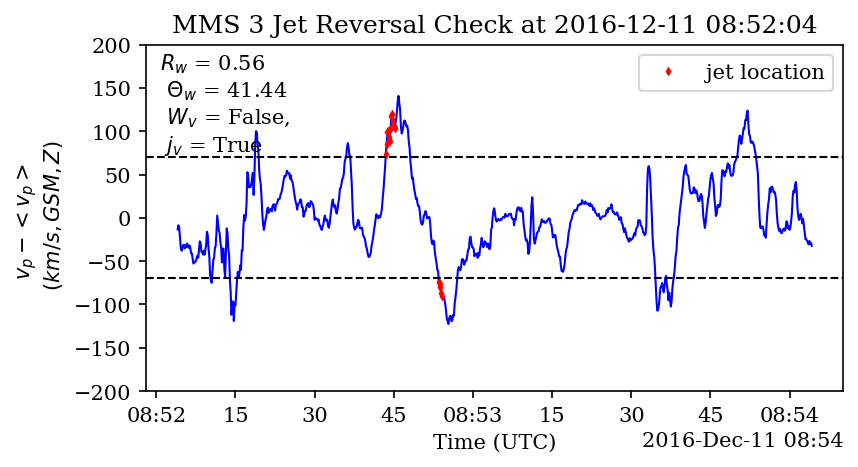 MMS 3 Jet Reversal Check at 2016-12-11 08:52:04
R_w = 0.56
Θ_w = 41.44
W_v = False,
j_v = True
jet location
v_p − < v_p >
(km/s, GSM, Z)
200
150
100
50
0
−50
−100
−150
−200
08:52 15 30 45 08:53 15 30 45 08:54
Time (UTC)
2016-Dec-11 08:54